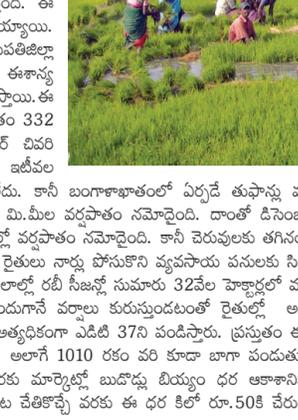 న్నది. ఈ
య్యాయి.
పతిజిల్లా
ఈశాన్య
స్తాయి. ఈ
తం 332
ర్ చివరి
ఇటీవల
రేదు. కానీ బంగాళాఖాతంలో ఏర్పడే తుఫాన్లు వ
మి.మీల వర్షపాతం నమోదైంది. దాంతో డిసెంబ
ల్లో వర్షపాతం నమోదైంది. కానీ చెరువులకు తగిన
రైతులు నార్లు పోసుకొని వ్యవసాయ పనులకు సి
లాల్లో రబీ సీజన్లో సుమారు 32వేల హెక్టార్లలో వ
ందుగానే వర్షాలు కురుస్తుండటంతో రైతుల్లో అ
అత్యధికంగా ఎడిటి 37ని పండిస్తారు. ప్రస్తుతం ఈ
అలాగే 1010 రకం వరి కూడా బాగా పండుత
రకు మార్కెట్లో బుడొడ్లు బియ్యం ధర ఆకాశాని
ట చేతికొచ్చే వరకు ఈ ధర కిలో రూ.50కి చేరు